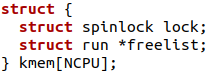 struct {
  struct spinlock lock;
  struct run *freelist;
} kmem[NCPU];